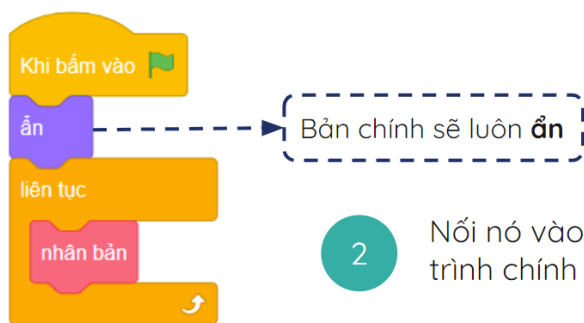 Khi bấm vào
ẩn
Bản chính sẽ luôn ẩn
liên tục
nhân bản
2
Nối nó vào
trình chính